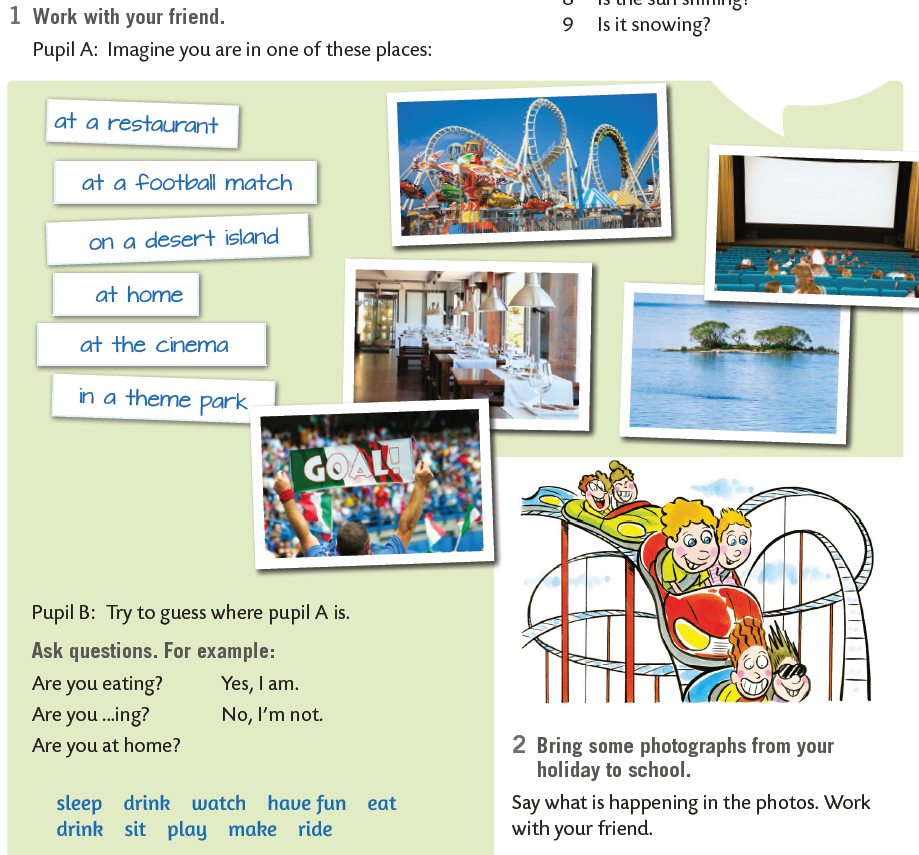 8 Is the sun shining?
9 Is it snowing?
1 Work with your friend.
Pupil A: Imagine you are in one of these places:
at a restaurant
at a football match
on a desert island
at home
at the cinema
in a theme park
GOAL!
Pupil B: Try to guess where pupil A is.
Ask questions. For example:
Are you eating? Yes, I am.
Are you ...ing? No, I'm not.
Are you at home?
sleep drink watch have fun eat
drink sit play make ride
2 Bring some photographs from your
holiday to school.
Say what is happening in the photos. Work
with your friend.